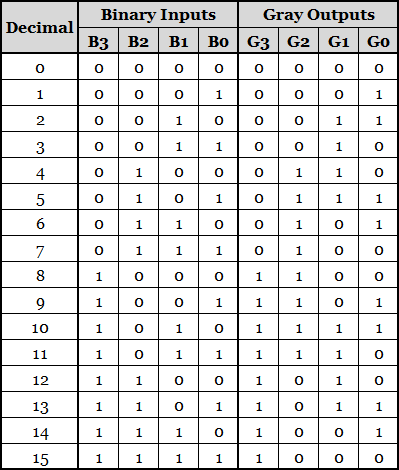 Decimal Binary Inputs Gray Outputs
B3 B2 B1 B0 G3 G2 G1 G0
0 0 0 0 0 0 0 0 0
1 0 0 0 1 0 0 0 1
2 0 0 1 0 0 0 1 1
3 0 0 1 1 0 0 1 0
4 0 1 0 0 0 1 1 0
5 0 1 0 1 0 1 1 1
6 0 1 1 0 0 1 0 1
7 0 1 1 1 0 1 0 0
8 1 0 0 0 1 1 0 0
9 1 0 0 1 1 1 0 1
10 1 0 1 0 1 1 1 1
11 1 0 1 1 1 1 1 0
12 1 1 0 0 1 0 1 0
13 1 1 0 1 1 0 1 1
14 1 1 1 0 1 0 0 1
15 1 1 1 1 1 0 0 0